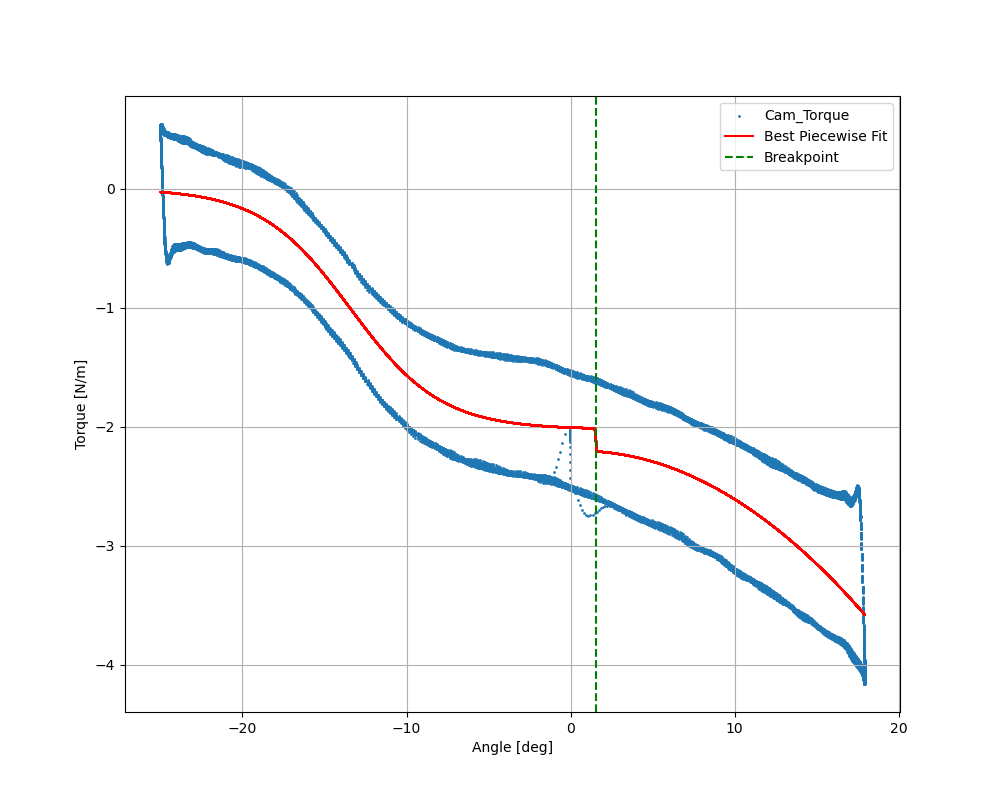 Cam_Torque
Best Piecewise Fit
Breakpoint
0
−1
−2
−3
−4
Torque [N/m]
−20
−10
0
10
20
Angle [deg]